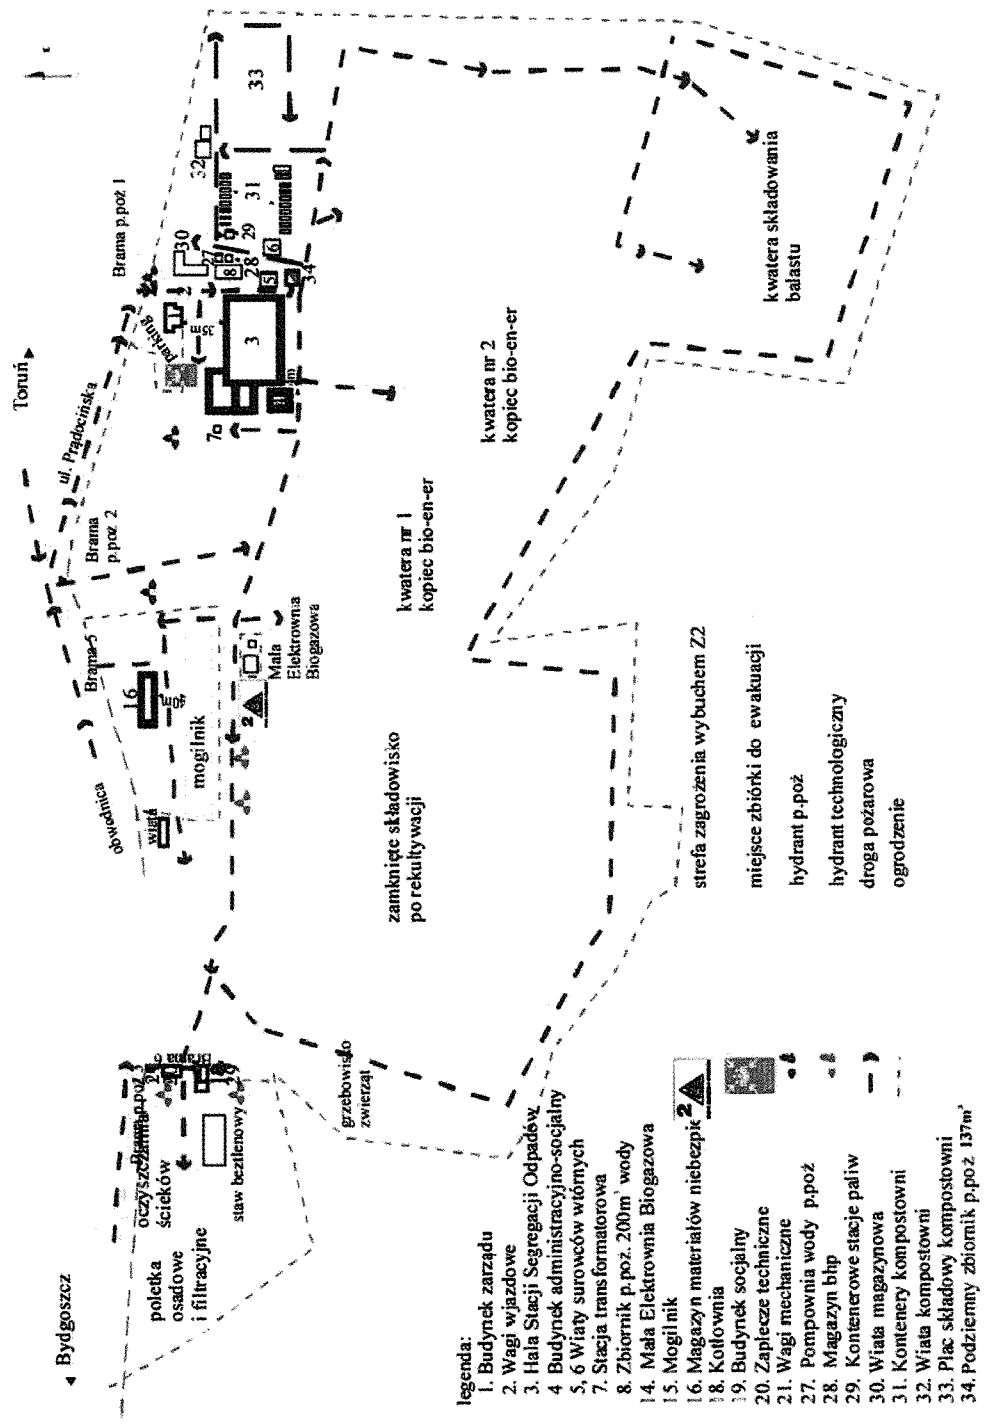 Bydgoszcz
Toruń
ul. Prądocińska
obwodnica
Brama p.poż 1
Brama
p.poż 2
Brama 5
Brama p.poż 3
oczyszczalnia
ścieków
poletka
osadowe
i filtracyjne
staw beztlenowy
19
grzebowisko
zwierząt
wiata
16
mogilnik
2
Mała
Elektrownia
Biogazowa
zamknięte składowisko
po rekultywacji
kwatera nr 1
kopiec bio-en-er
kwatera nr 2
kopiec bio-en-er
kwatera składowania
balastu
parking
35m
2
3
5
6
7
8
27
28
29
30
31
32
33
34
legenda:
1. Budynek zarządu
2. Wagi wjazdowe
3. Hala Stacji Segregacji Odpadów
4 Budynek administracyjno-socjalny
5, 6 Wiaty surowców wtórnych
7. Stacja transformatorowa
8. Zbiornik p.poż. 200m³ wody
14. Mała Elektrownia Biogazowa
15. Mogilnik
16. Magazyn materiałów niebezpie
18. Kotłownia
19. Budynek socjalny
20. Zaplecze techniczne
21. Wagi mechaniczne
27. Pompownia wody p.poż
28. Magazyn bhp
29. Kontenerowe stacje paliw
30. Wiata magazynowa
31. Kontenery kompostowni
32. Wiata kompostowni
33. Plac składowy kompostowni
34. Podziemny zbiornik p.poż 137m³
2
strefa zagrożenia wybuchem Z2
miejsce zbiórki do ewakuacji
hydrant p.poż
hydrant technologiczny
droga pożarowa
ogrodzenie